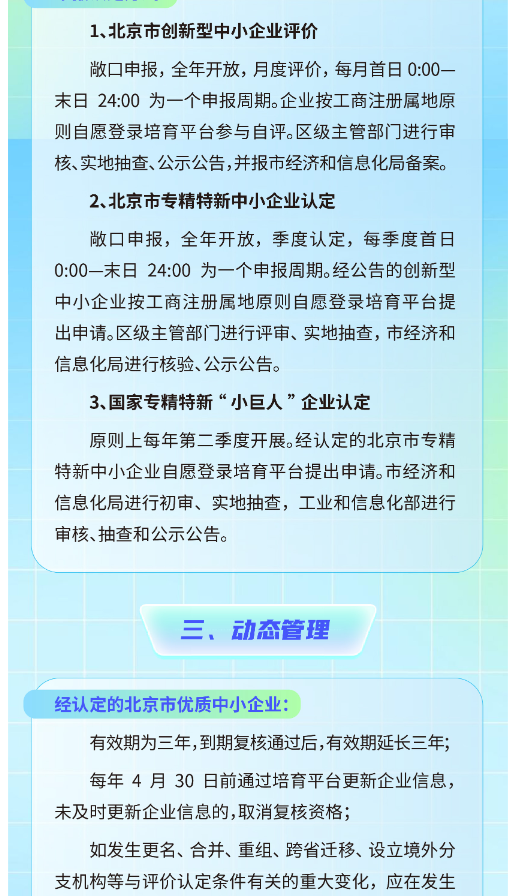 1、北京市创新型中小企业评价
敞口申报，全年开放，月度评价，每月首日 0:00—
末日 24:00 为一个申报周期。企业按工商注册属地原
则自愿登录培育平台参与自评。区级主管部门进行审
核、实地抽查、公示公告，并报市经济和信息化局备案。
2、北京市专精特新中小企业认定
敞口申报，全年开放，季度认定，每季度首日
0:00—末日 24:00 为一个申报周期。经公告的创新型
中小企业按工商注册属地原则自愿登录培育平台提
出申请。区级主管部门进行评审、实地抽查，市经济和
信息化局进行核验、公示公告。
3、国家专精特新“小巨人”企业认定
原则上每年第二季度开展。经认定的北京市专精
特新中小企业自愿登录培育平台提出申请。市经济和
信息化局进行初审、实地抽查，工业和信息化部进行
审核、抽查和公示公告。
三、动态管理
经认定的北京市优质中小企业：
有效期为三年，到期复核通过后，有效期延长三年；
每年 4 月 30 日前通过培育平台更新企业信息，
未及时更新企业信息的，取消复核资格；
如发生更名、合并、重组、跨省迁移、设立境外分
支机构等与评价认定条件有关的重大变化，应在发生